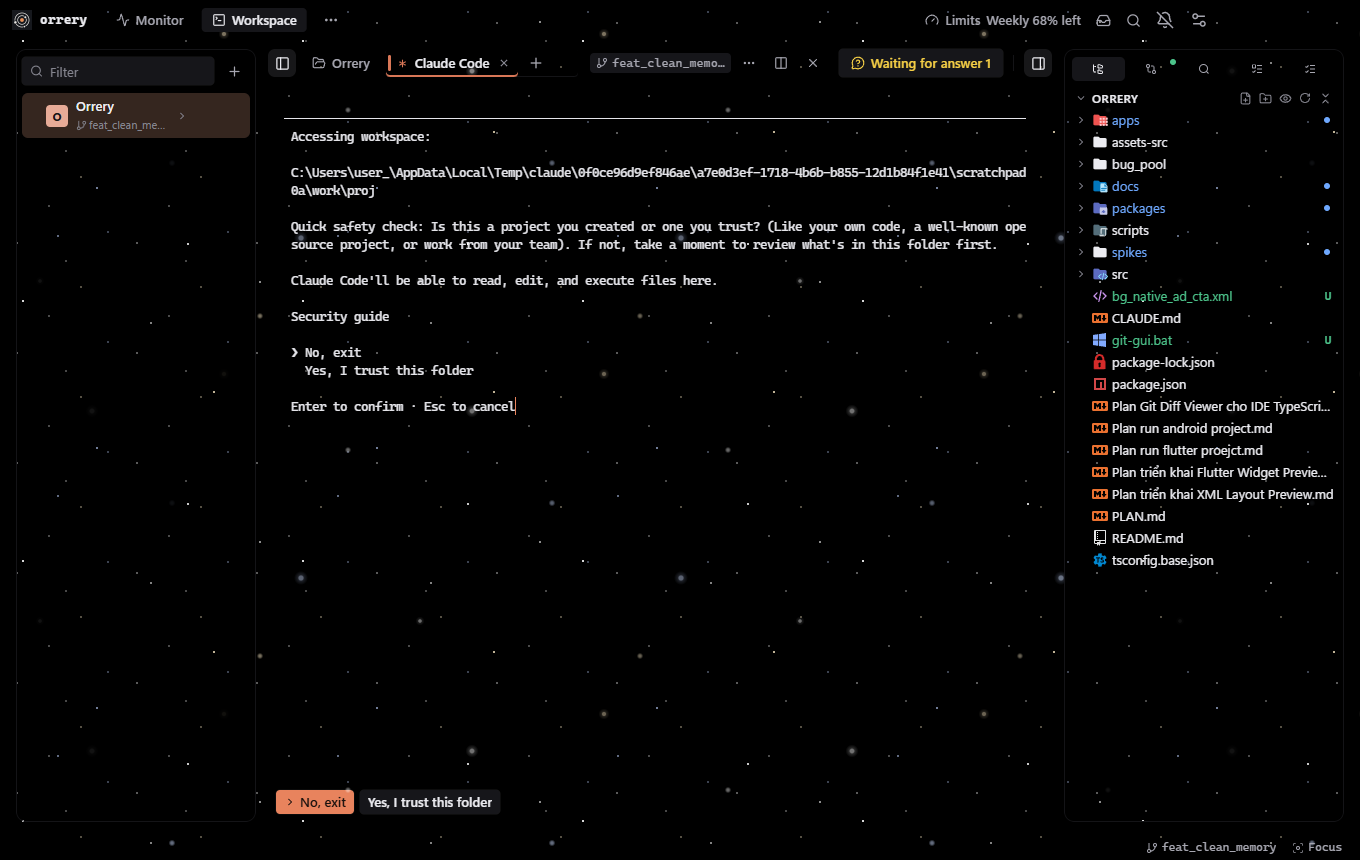 orrery
Monitor
Workspace
Limits Weekly 68% left
Filter
O
Orrery
feat_clean_me...
Orrery
Claude Code
feat_clean_memo...
Waiting for answer 1
Accessing workspace:
C:\Users\user_\AppData\Local\Temp\claude\0f0ce96d9ef846ae\a7e0d3ef-1718-4b6b-b855-12d1b84f1e41\scratchpad
0a\work\proj
Quick safety check: Is this a project you created or one you trust? (Like your own code, a well-known ope
source project, or work from your team). If not, take a moment to review what's in this folder first.
Claude Code'll be able to read, edit, and execute files here.
Security guide
❯ No, exit
Yes, I trust this folder
Enter to confirm · Esc to cancel
No, exit
Yes, I trust this folder
ORRERY
apps
assets-src
bug_pool
docs
packages
scripts
spikes
src
bg_native_ad_cta.xml U
CLAUDE.md
git-gui.bat U
package-lock.json
package.json
Plan Git Diff Viewer cho IDE TypeScri...
Plan run android project.md
Plan run flutter proejct.md
Plan triển khai Flutter Widget Previe...
Plan triển khai XML Layout Preview.md
PLAN.md
README.md
tsconfig.base.json
feat_clean_memory
Focus